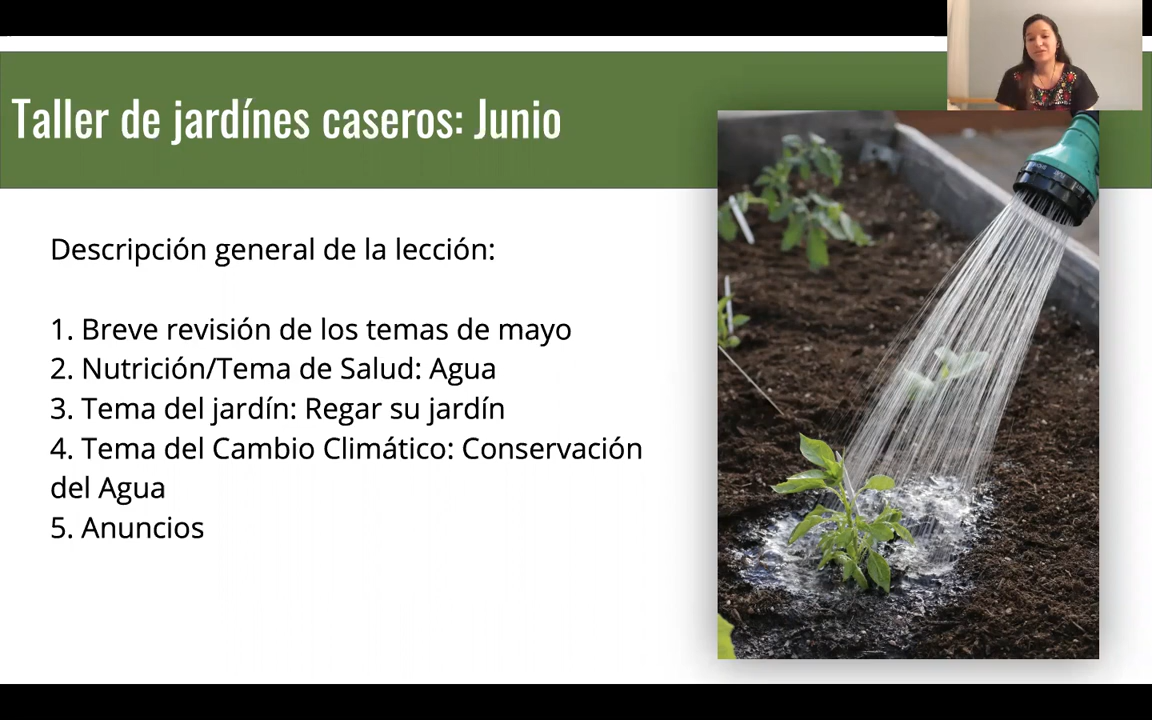 Taller de jardínes caseros: Junio
Descripción general de la lección:
1. Breve revisión de los temas de mayo
2. Nutrición/Tema de Salud: Agua
3. Tema del jardín: Regar su jardín
4. Tema del Cambio Climático: Conservación
del Agua
5. Anuncios